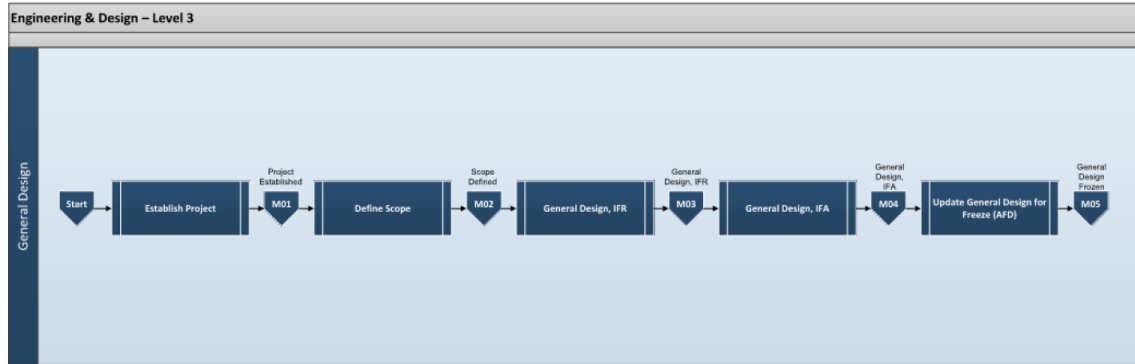 Engineering & Design – Level 3
General Design
Start
Establish Project
Project
Established
M01
Define Scope
Scope
Defined
M02
General Design, IFR
General
Design, IFR
M03
General Design, IFA
General
Design,
IFA
M04
Update General Design for
Freeze (AFD)
General
Design
Frozen
M05